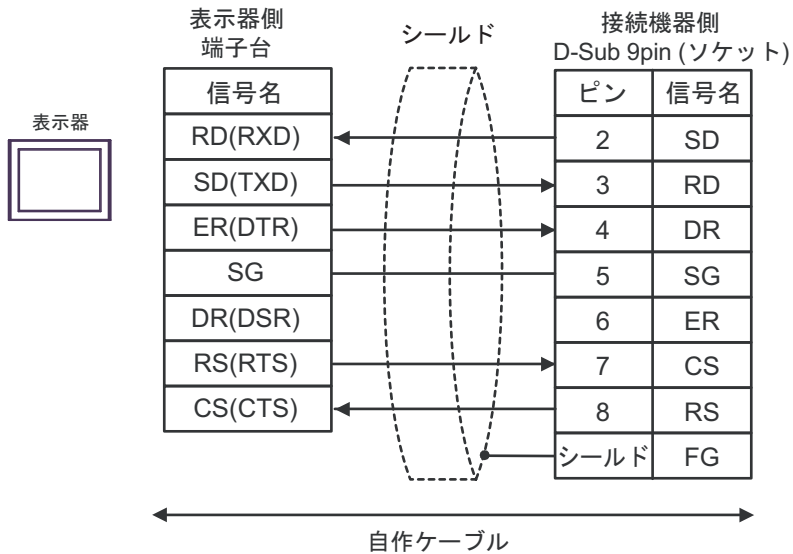 表示器側
端子台
シールド
接続機器側
D-Sub 9pin (ソケット)
表示器
信号名
ピン 信号名
RD(RXD) 2 SD
SD(TXD) 3 RD
ER(DTR) 4 DR
SG 5 SG
DR(DSR) 6 ER
RS(RTS) 7 CS
CS(CTS) 8 RS
シールド FG
自作ケーブル